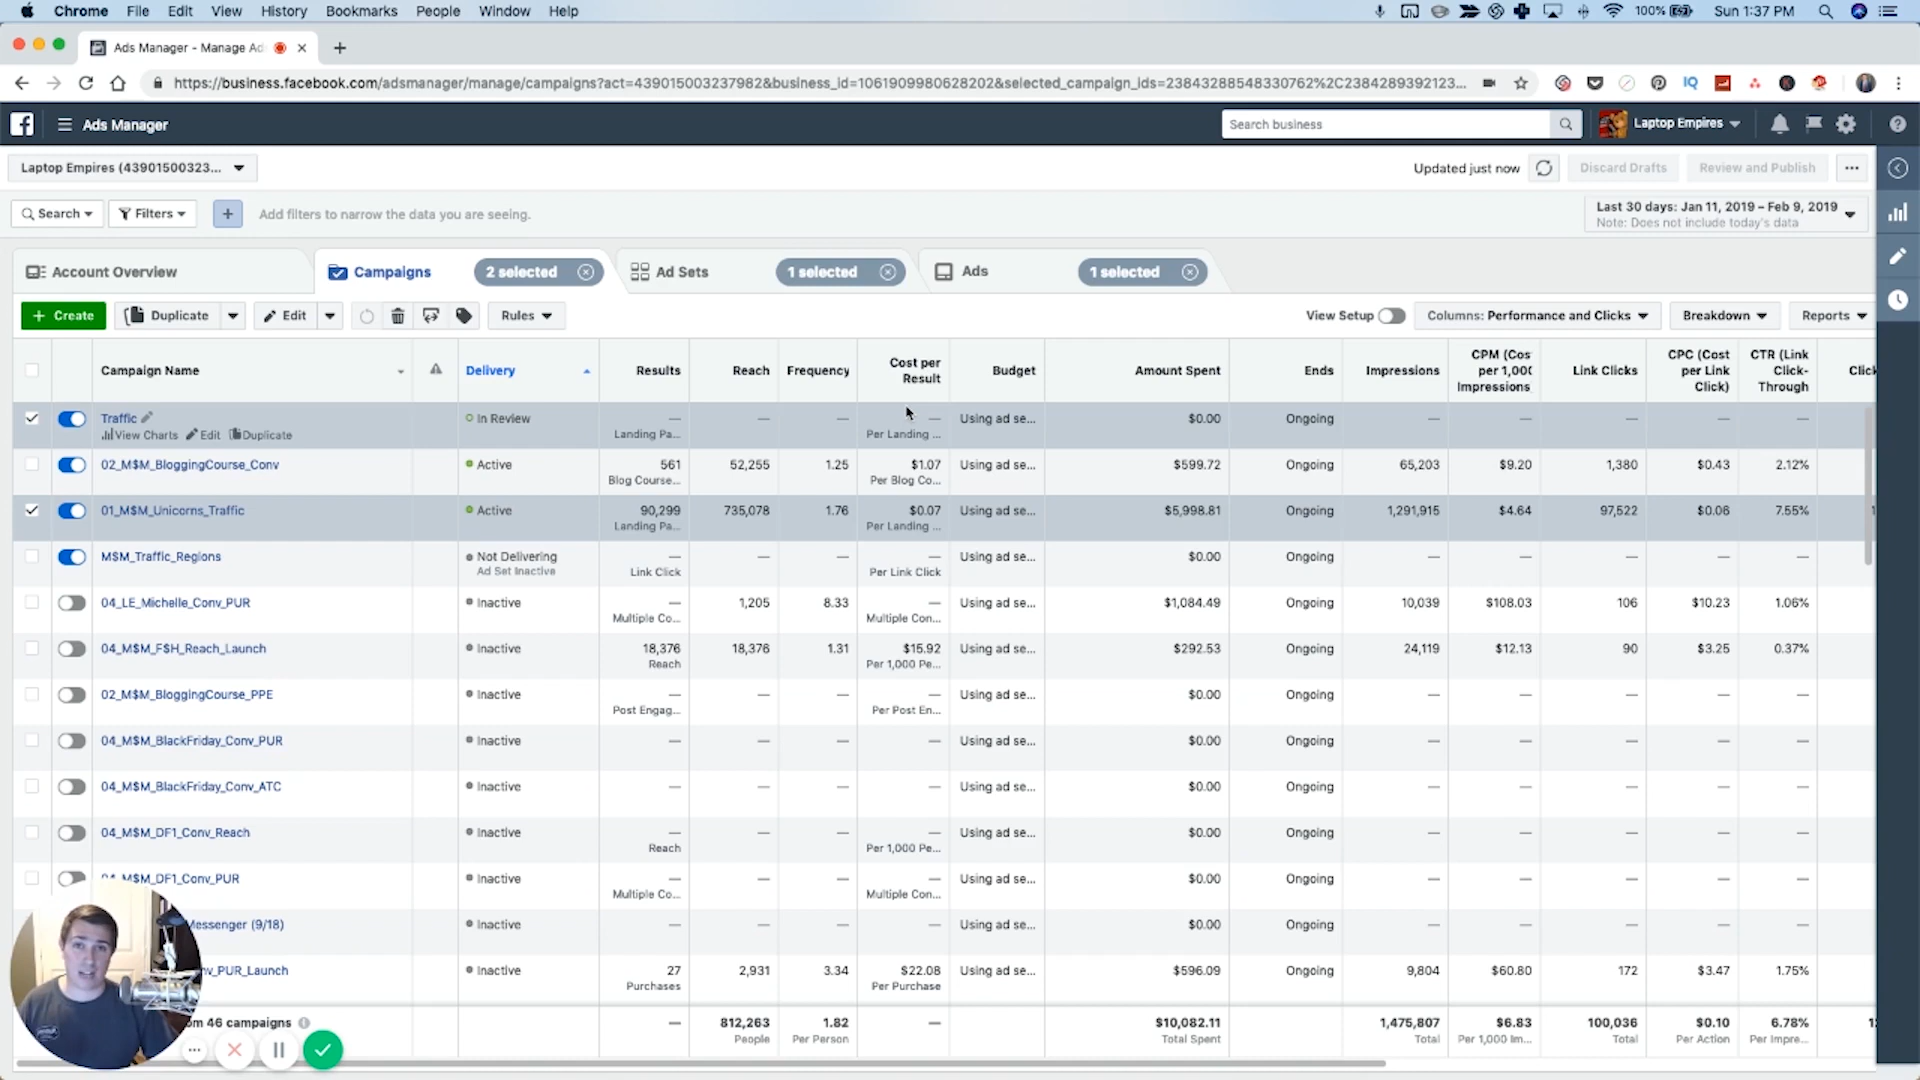 Chrome File Edit View History Bookmarks People Window Help 100% Sun 1:37 PM
Ads Manager - Manage Ad
https://business.facebook.com/adsmanager/manage/campaigns?act=439015003237982&business_id=1061909980628202&selected_campaign_ids=23843288548330762%2C2384289392123...
Ads Manager Search business Laptop Empires
Laptop Empires (43901500323... Updated just now Discard Drafts Review and Publish ...
Search Filters + Add filters to narrow the data you are seeing. Last 30 days: Jan 11, 2019 – Feb 9, 2019
Note: Does not include today's data
Account Overview Campaigns 2 selected Ad Sets 1 selected Ads 1 selected
+ Create Duplicate Edit Rules View Setup Columns: Performance and Clicks Breakdown Reports
Campaign Name Delivery Results Reach Frequency Cost per Result Budget Amount Spent Ends Impressions CPM (Cos per 1,000 Impressions Link Clicks CPC (Cost per Link Click) CTR (Link Click-Through Click
Traffic In Review — — — — Using ad se... $0.00 Ongoing — — — — —
View Charts Edit Duplicate Landing Pa... Per Landing ...
02_M$M_BloggingCourse_Conv Active 561 52,255 1.25 $1.07 Using ad se... $599.72 Ongoing 65,203 $9.20 1,380 $0.43 2.12%
Blog Course... Per Blog Co...
01_M$M_Unicorns_Traffic Active 90,299 735,078 1.76 $0.07 Using ad se... $5,998.81 Ongoing 1,291,915 $4.64 97,522 $0.06 7.55% 1
Landing Pa... Per Landing ...
M$M_Traffic_Regions Not Delivering — — — — Using ad se... $0.00 Ongoing — — — — —
Ad Set Inactive Link Click Per Link Click
04_LE_Michelle_Conv_PUR Inactive — 1,205 8.33 — Using ad se... $1,084.49 Ongoing 10,039 $108.03 106 $10.23 1.06%
Multiple Co... Multiple Con...
04_M$M_F$H_Reach_Launch Inactive 18,376 18,376 1.31 $15.92 Using ad se... $292.53 Ongoing 24,119 $12.13 90 $3.25 0.37%
Reach Per 1,000 Pe...
02_M$M_BloggingCourse_PPE Inactive — — — — Using ad se... $0.00 Ongoing — — — — —
Post Engag... Per Post En...
04_M$M_BlackFriday_Conv_PUR Inactive — — — — Using ad se... $0.00 Ongoing — — — — —
04_M$M_BlackFriday_Conv_ATC Inactive — — — — Using ad se... $0.00 Ongoing — — — — —
04_M$M_DF1_Conv_Reach Inactive — — — — Using ad se... $0.00 Ongoing — — — — —
Reach Per 1,000 Pe...
M$M_DF1_Conv_PUR Inactive — — — — Using ad se... $0.00 Ongoing — — — — —
Multiple Co... Multiple Con...
Messenger (9/18) Inactive — — — — Using ad se... $0.00 Ongoing — — — — —
_PUR_Launch Inactive 27 2,931 3.34 $22.08 Using ad se... $596.09 Ongoing 9,804 $60.80 172 $3.47 1.75%
Purchases Per Purchase
om 46 campaigns — 812,263 1.82 — $10,082.11 1,475,807 $6.83 100,036 $0.10 6.78%
People Per Person Total Spent Total Per 1,000 Im... Total Per Action Per Impre...